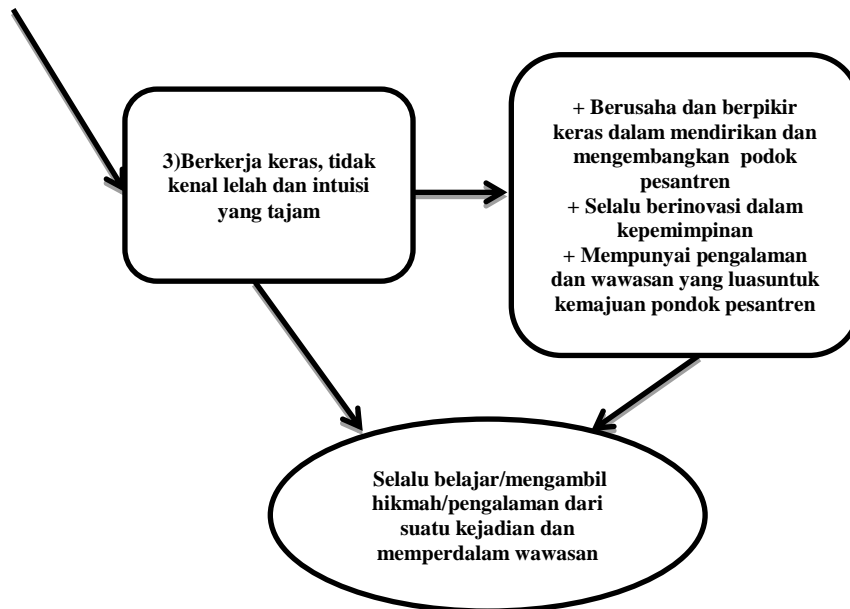 3)Berkerja keras, tidak
kenal lelah dan intuisi
yang tajam
+ Berusaha dan berpikir
keras dalam mendirikan dan
mengembangkan podok
pesantren
+ Selalu berinovasi dalam
kepemimpinan
+ Mempunyai pengalaman
dan wawasan yang luasuntuk
kemajuan pondok pesantren
Selalu belajar/mengambil
hikmah/pengalaman dari
suatu kejadian dan
memperdalam wawasan